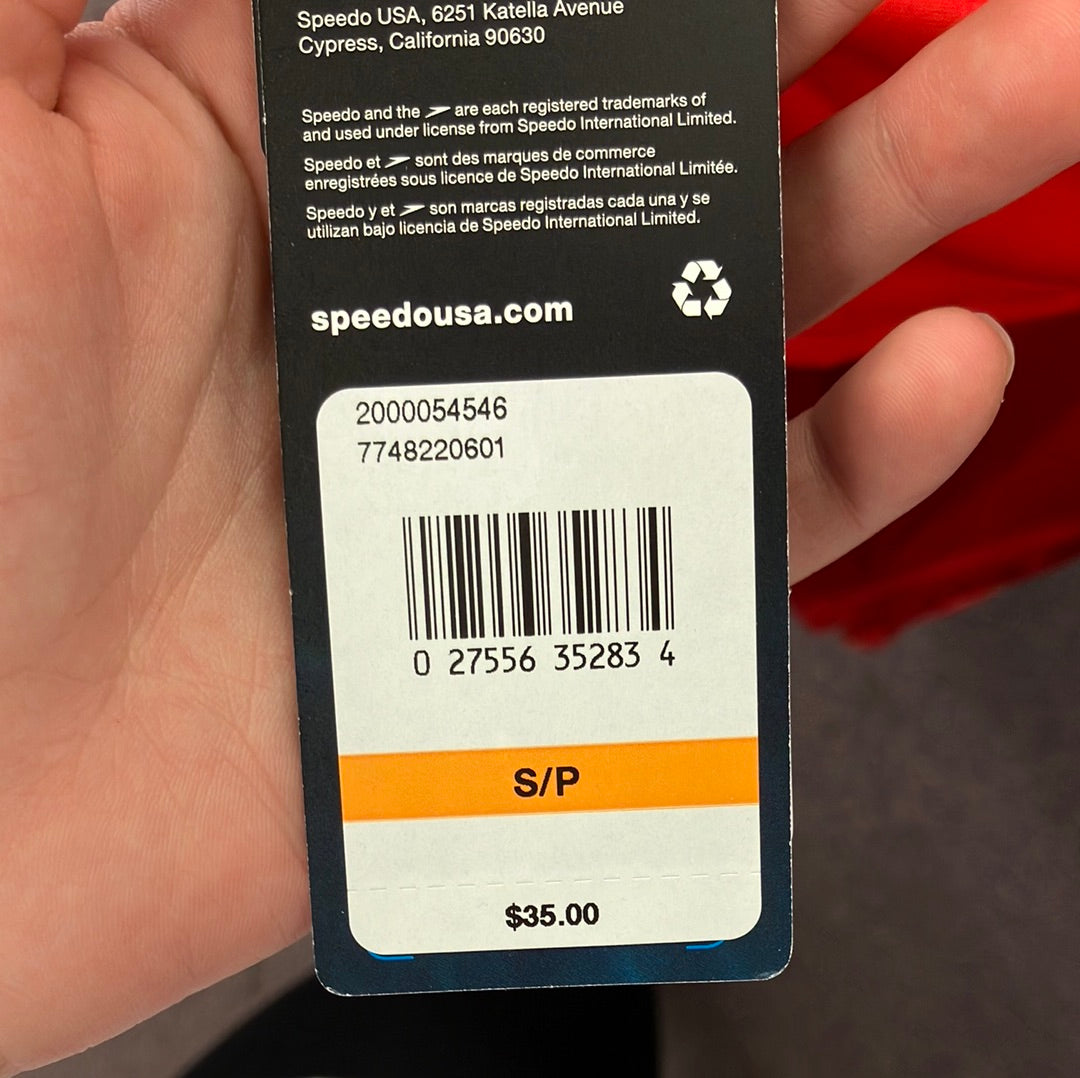 Speedo USA, 6251 Katella Avenue
Cypress, California 90630
Speedo and the are each registered trademarks of
and used under license from Speedo International Limited.
Speedo et sont des marques de commerce
enregistrées sous licence de Speedo International Limitée.
Speedo y et son marcas registradas cada una y se
utilizan bajo licencia de Speedo International Limited.
speedousa.com
2000054546
7748220601
0 27556 35283 4
S/P
$35.00